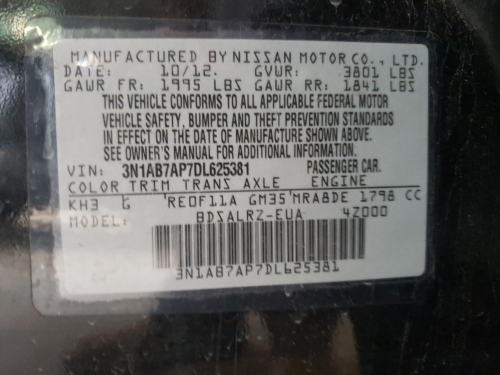 MANUFACTURED BY NISSAN MOTOR CO., LTD.
DATE: 10/12. GVWR: 3801 LBS
GAWR FR: 1995 LBS GAWR RR: 1841 LBS
THIS VEHICLE CONFORMS TO ALL APPLICABLE FEDERAL MOTOR
VEHICLE SAFETY, BUMPER AND THEFT PREVENTION STANDARDS
IN EFFECT ON THE DATE OF MANUFACTURE SHOWN ABOVE.
SEE OWNER'S MANUAL FOR ADDITIONAL INFORMATION.
VIN: 3N1AB7AP7DL625381 PASSENGER CAR.
COLOR TRIM TRANS AXLE ENGINE
KH3 G 'RE0F11A GM35'MRA8DE 1798 CC
MODEL: BDSALRZ-EUA 4Z000
3N1AB7AP7DL625381